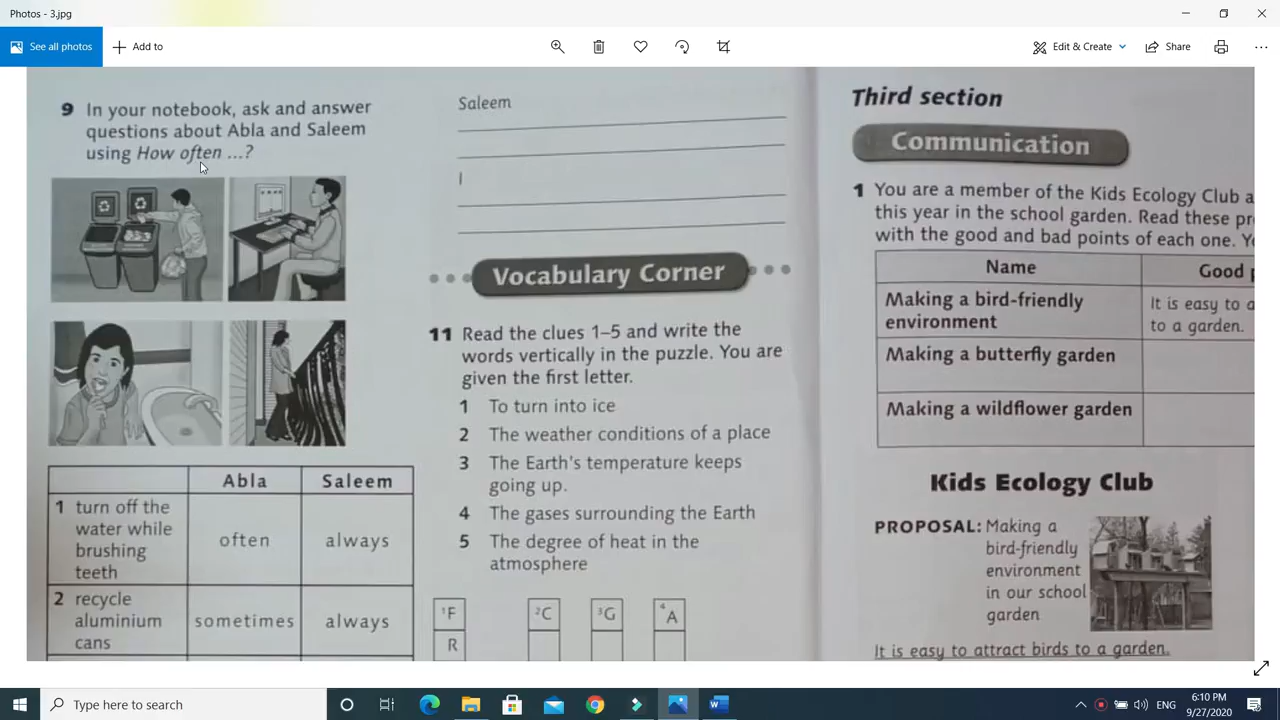 Photos - 3.jpg
See all photos
Add to
Edit & Create
Share
9 In your notebook, ask and answer
questions about Abla and Saleem
using How often ...?
Abla Saleem
1 turn off the
water while
brushing
teeth
often always
2 recycle
aluminium
cans
sometimes always
Saleem
I
Vocabulary Corner
11 Read the clues 1–5 and write the
words vertically in the puzzle. You are
given the first letter.
1 To turn into ice
2 The weather conditions of a place
3 The Earth's temperature keeps
going up.
4 The gases surrounding the Earth
5 The degree of heat in the
atmosphere
1F 2C 3G 4A
R
Third section
Communication
1 You are a member of the Kids Ecology Club a
this year in the school garden. Read these pr
with the good and bad points of each one. Y
Name Good p
Making a bird-friendly
environment
It is easy to a
to a garden.
Making a butterfly garden
Making a wildflower garden
Kids Ecology Club
PROPOSAL: Making a
bird-friendly
environment
in our school
garden
It is easy to attract birds to a garden.
Type here to search
ENG
6:10 PM
9/27/2020